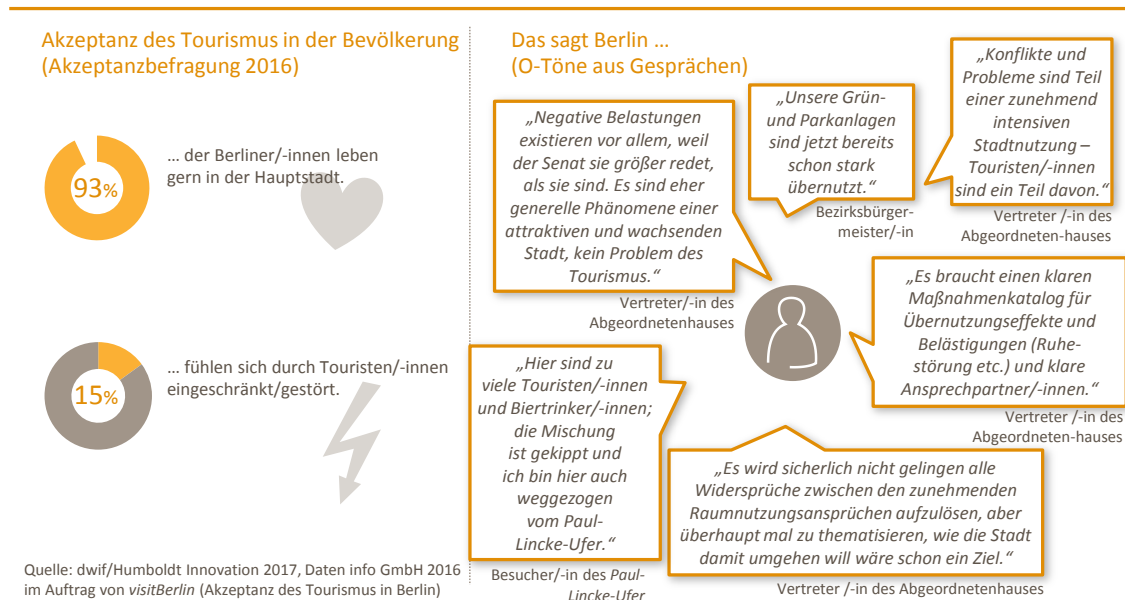 Akzeptanz des Tourismus in der Bevölkerung
(Akzeptanzbefragung 2016)
93%
... der Berliner/-innen leben
gern in der Hauptstadt.
15%
... fühlen sich durch Touristen/-innen
eingeschränkt/gestört.
Quelle: dwif/Humboldt Innovation 2017, Daten info GmbH 2016
im Auftrag von visitBerlin (Akzeptanz des Tourismus in Berlin)
Das sagt Berlin ...
(O-Töne aus Gesprächen)
„Negative Belastungen
existieren vor allem, weil
der Senat sie größer redet,
als sie sind. Es sind eher
generelle Phänomene einer
attraktiven und wachsenden
Stadt, kein Problem des
Tourismus.“
Vertreter/-in des
Abgeordnetenhauses
„Unsere Grün-
und Parkanlagen
sind jetzt bereits
schon stark
übernutzt.“
Bezirksbürger-
meister/-in
„Konflikte und
Probleme sind Teil
einer zunehmend
intensiven
Stadtnutzung –
Touristen/-innen
sind ein Teil davon.“
Vertreter /-in des
Abgeordneten-hauses
„Es braucht einen klaren
Maßnahmenkatalog für
Übernutzungseffekte und
Belästigungen (Ruhe-
störung etc.) und klare
Ansprechpartner/-innen.“
Vertreter /-in des
Abgeordneten-hauses
„Hier sind zu
viele Touristen/-innen
und Biertrinker/-innen;
die Mischung
ist gekippt und
ich bin hier auch
weggezogen
vom Paul-
Lincke-Ufer.“
Besucher/-in des Paul-
Lincke-Ufer
„Es wird sicherlich nicht gelingen alle
Widersprüche zwischen den zunehmenden
Raumnutzungsansprüchen aufzulösen, aber
überhaupt mal zu thematisieren, wie die Stadt
damit umgehen will wäre schon ein Ziel.“
Vertreter /-in des Abgeordnetenhauses